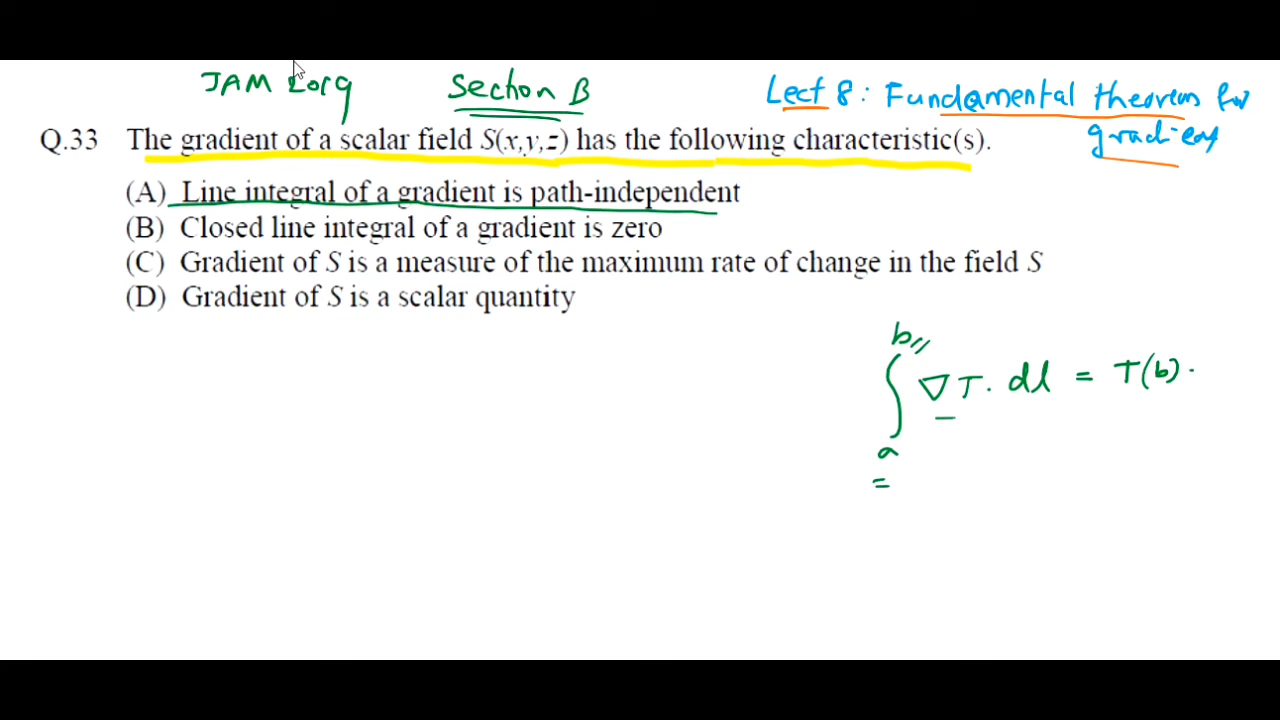 JAM 2019 Section B Lect 8: Fundamental theorem for
gradient
Q.33 The gradient of a scalar field S(x,y,z) has the following characteristic(s).
(A) Line integral of a gradient is path-independent
(B) Closed line integral of a gradient is zero
(C) Gradient of S is a measure of the maximum rate of change in the field S
(D) Gradient of S is a scalar quantity
b
∫ ∇T. dl = T(b).
a
=